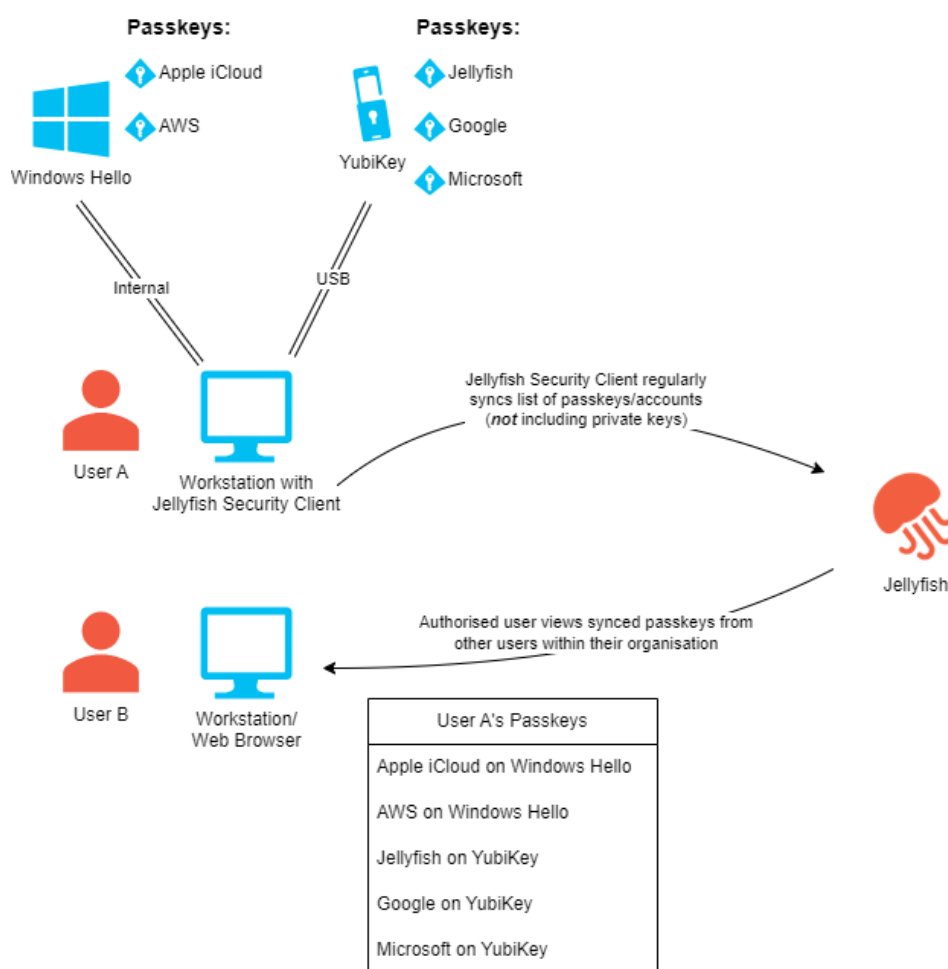 Passkeys:
Passkeys:
Apple iCloud
Jellyfish
AWS
Google
YubiKey
Windows Hello
Microsoft
Internal
USB
Jellyfish Security Client regularly
syncs list of passkeys/accounts
(not including private keys)
User A
Workstation with
Jellyfish Security Client
Jellyfish
Authorised user views synced passkeys from
other users within their organisation
User B
Workstation/
Web Browser
User A's Passkeys
Apple iCloud on Windows Hello
AWS on Windows Hello
Jellyfish on YubiKey
Google on YubiKey
Microsoft on YubiKey